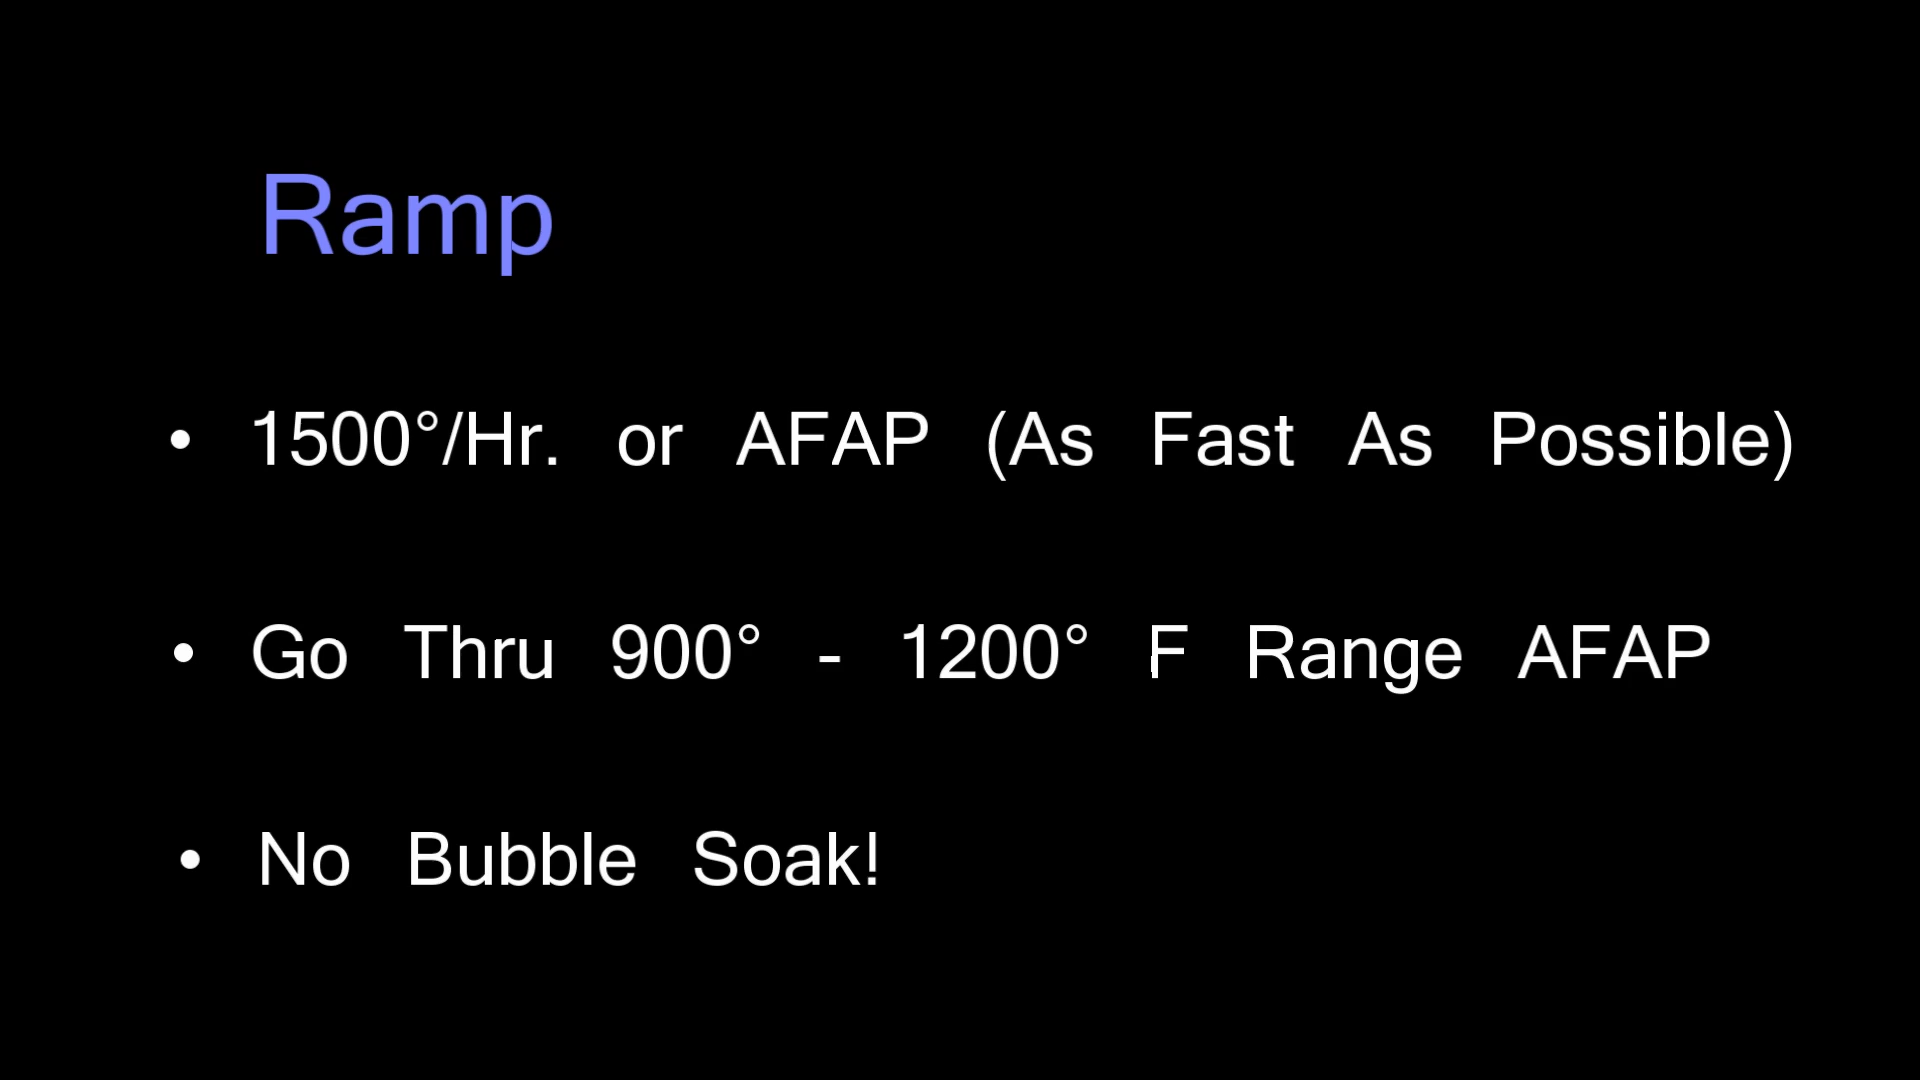 Ramp
• 1500°/Hr. or AFAP (As Fast As Possible)
• Go Thru 900° - 1200° F Range AFAP
• No Bubble Soak!